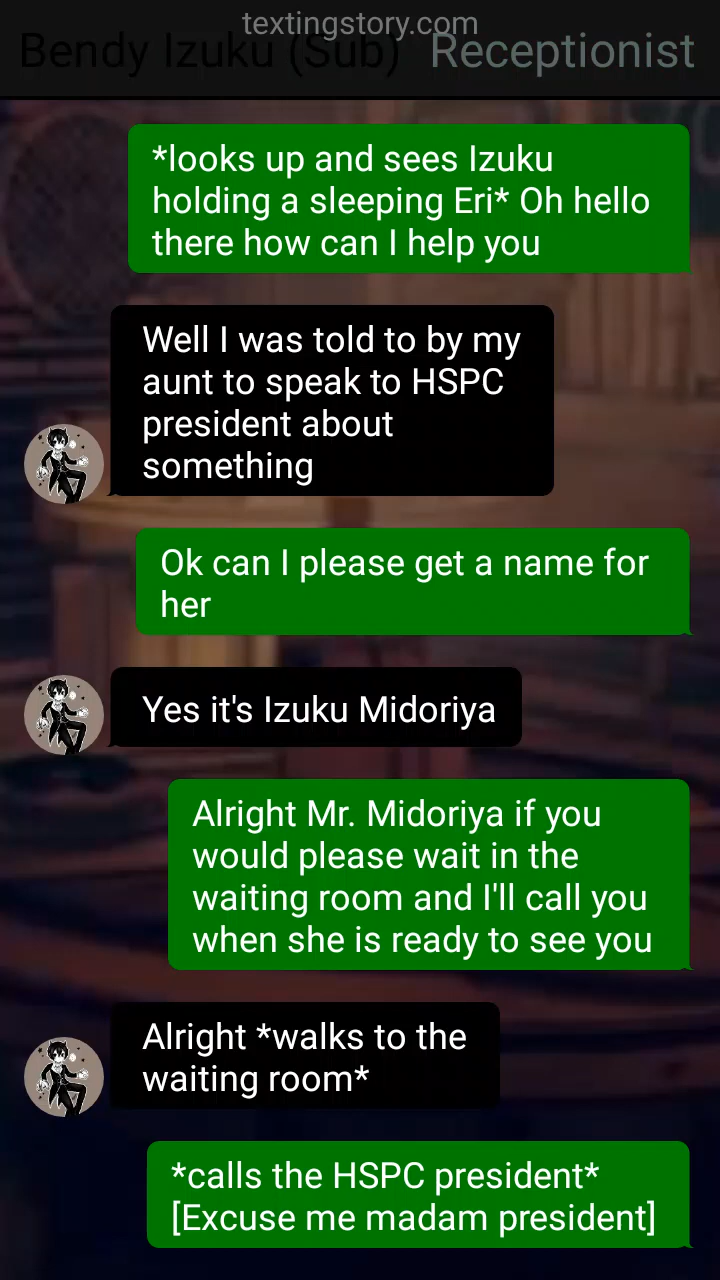 textingstory.com
Bendy Izuku (Sub) Receptionist
*looks up and sees Izuku
holding a sleeping Eri* Oh hello
there how can I help you
Well I was told to by my
aunt to speak to HSPC
president about
something
Ok can I please get a name for
her
Yes it's Izuku Midoriya
Alright Mr. Midoriya if you
would please wait in the
waiting room and I'll call you
when she is ready to see you
Alright *walks to the
waiting room*
*calls the HSPC president*
[Excuse me madam president]